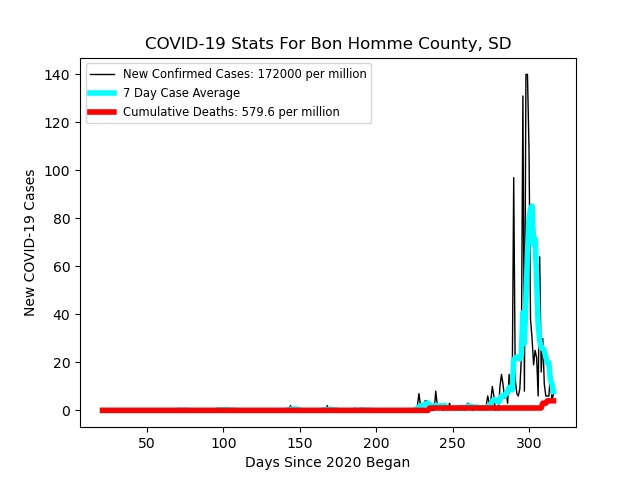 COVID-19 Stats For Bon Homme County, SD
New Confirmed Cases: 172000 per million
7 Day Case Average
Cumulative Deaths: 579.6 per million
140
120
100
80
60
40
20
0
New COVID-19 Cases
50 100 150 200 250 300
Days Since 2020 Began